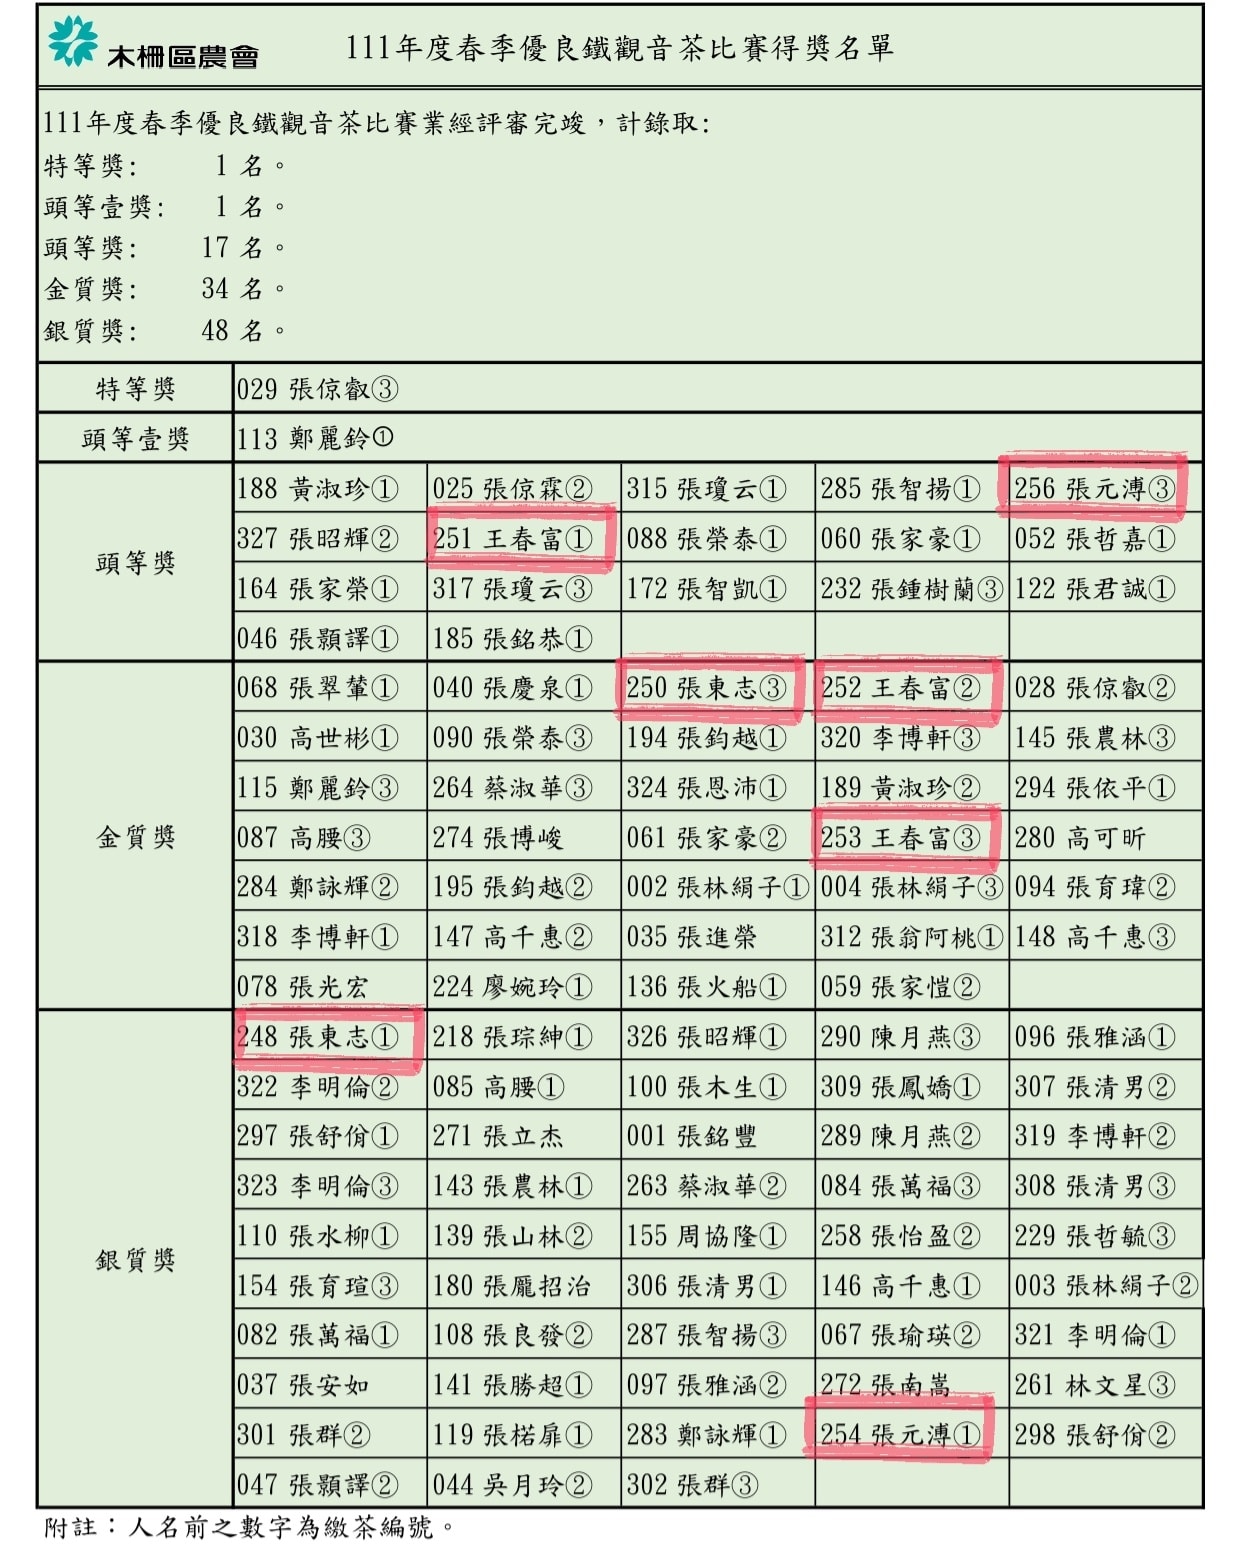 木柵區農會
111年度春季優良鐵觀音茶比賽得獎名單
111年度春季優良鐵觀音茶比賽業經評審完竣，計錄取:
特等獎: 1 名。
頭等壹獎: 1 名。
頭等獎: 17 名。
金質獎: 34 名。
銀質獎: 48 名。
特等獎 029 張倞叡③
頭等壹獎 113 鄭麗鈴①
頭等獎
188 黃淑珍① 025 張倞霖② 315 張瓊云① 285 張智揚① 256 張元溥③
327 張昭輝② 251 王春富① 088 張榮泰① 060 張家豪① 052 張哲嘉①
164 張家榮① 317 張瓊云③ 172 張智凱① 232 張鍾樹蘭③ 122 張君誠①
046 張顥譯① 185 張銘恭①
金質獎
068 張翠輦① 040 張慶泉① 250 張東志③ 252 王春富② 028 張倞叡②
030 高世彬① 090 張榮泰③ 194 張鈞越① 320 李博軒③ 145 張農林③
115 鄭麗鈴③ 264 蔡淑華③ 324 張恩沛① 189 黃淑珍② 294 張依平①
087 高腰③ 274 張博峻 061 張家豪② 253 王春富③ 280 高可昕
284 鄭詠輝② 195 張鈞越② 002 張林絹子① 004 張林絹子③ 094 張育瑋②
318 李博軒① 147 高千惠② 035 張進榮 312 張翁阿桃① 148 高千惠③
078 張光宏 224 廖婉玲① 136 張火船① 059 張家愷②
銀質獎
248 張東志① 218 張琮紳① 326 張昭輝① 290 陳月燕③ 096 張雅涵①
322 李明倫② 085 高腰① 100 張木生① 309 張鳳嬌① 307 張清男②
297 張舒佾① 271 張立杰 001 張銘豐 289 陳月燕② 319 李博軒②
323 李明倫③ 143 張農林① 263 蔡淑華② 084 張萬福③ 308 張清男③
110 張水柳① 139 張山林② 155 周協隆① 258 張怡盈② 229 張哲毓③
154 張育瑄③ 180 張龐招治 306 張清男① 146 高千惠① 003 張林絹子②
082 張萬福① 108 張良發② 287 張智揚③ 067 張瑜瑛② 321 李明倫①
037 張安如 141 張勝超① 097 張雅涵② 272 張南嵩 261 林文星③
301 張群② 119 張楉扉① 283 鄭詠輝① 254 張元溥① 298 張舒佾②
047 張顥譯② 044 吳月玲② 302 張群③
附註：人名前之數字為繳茶編號。